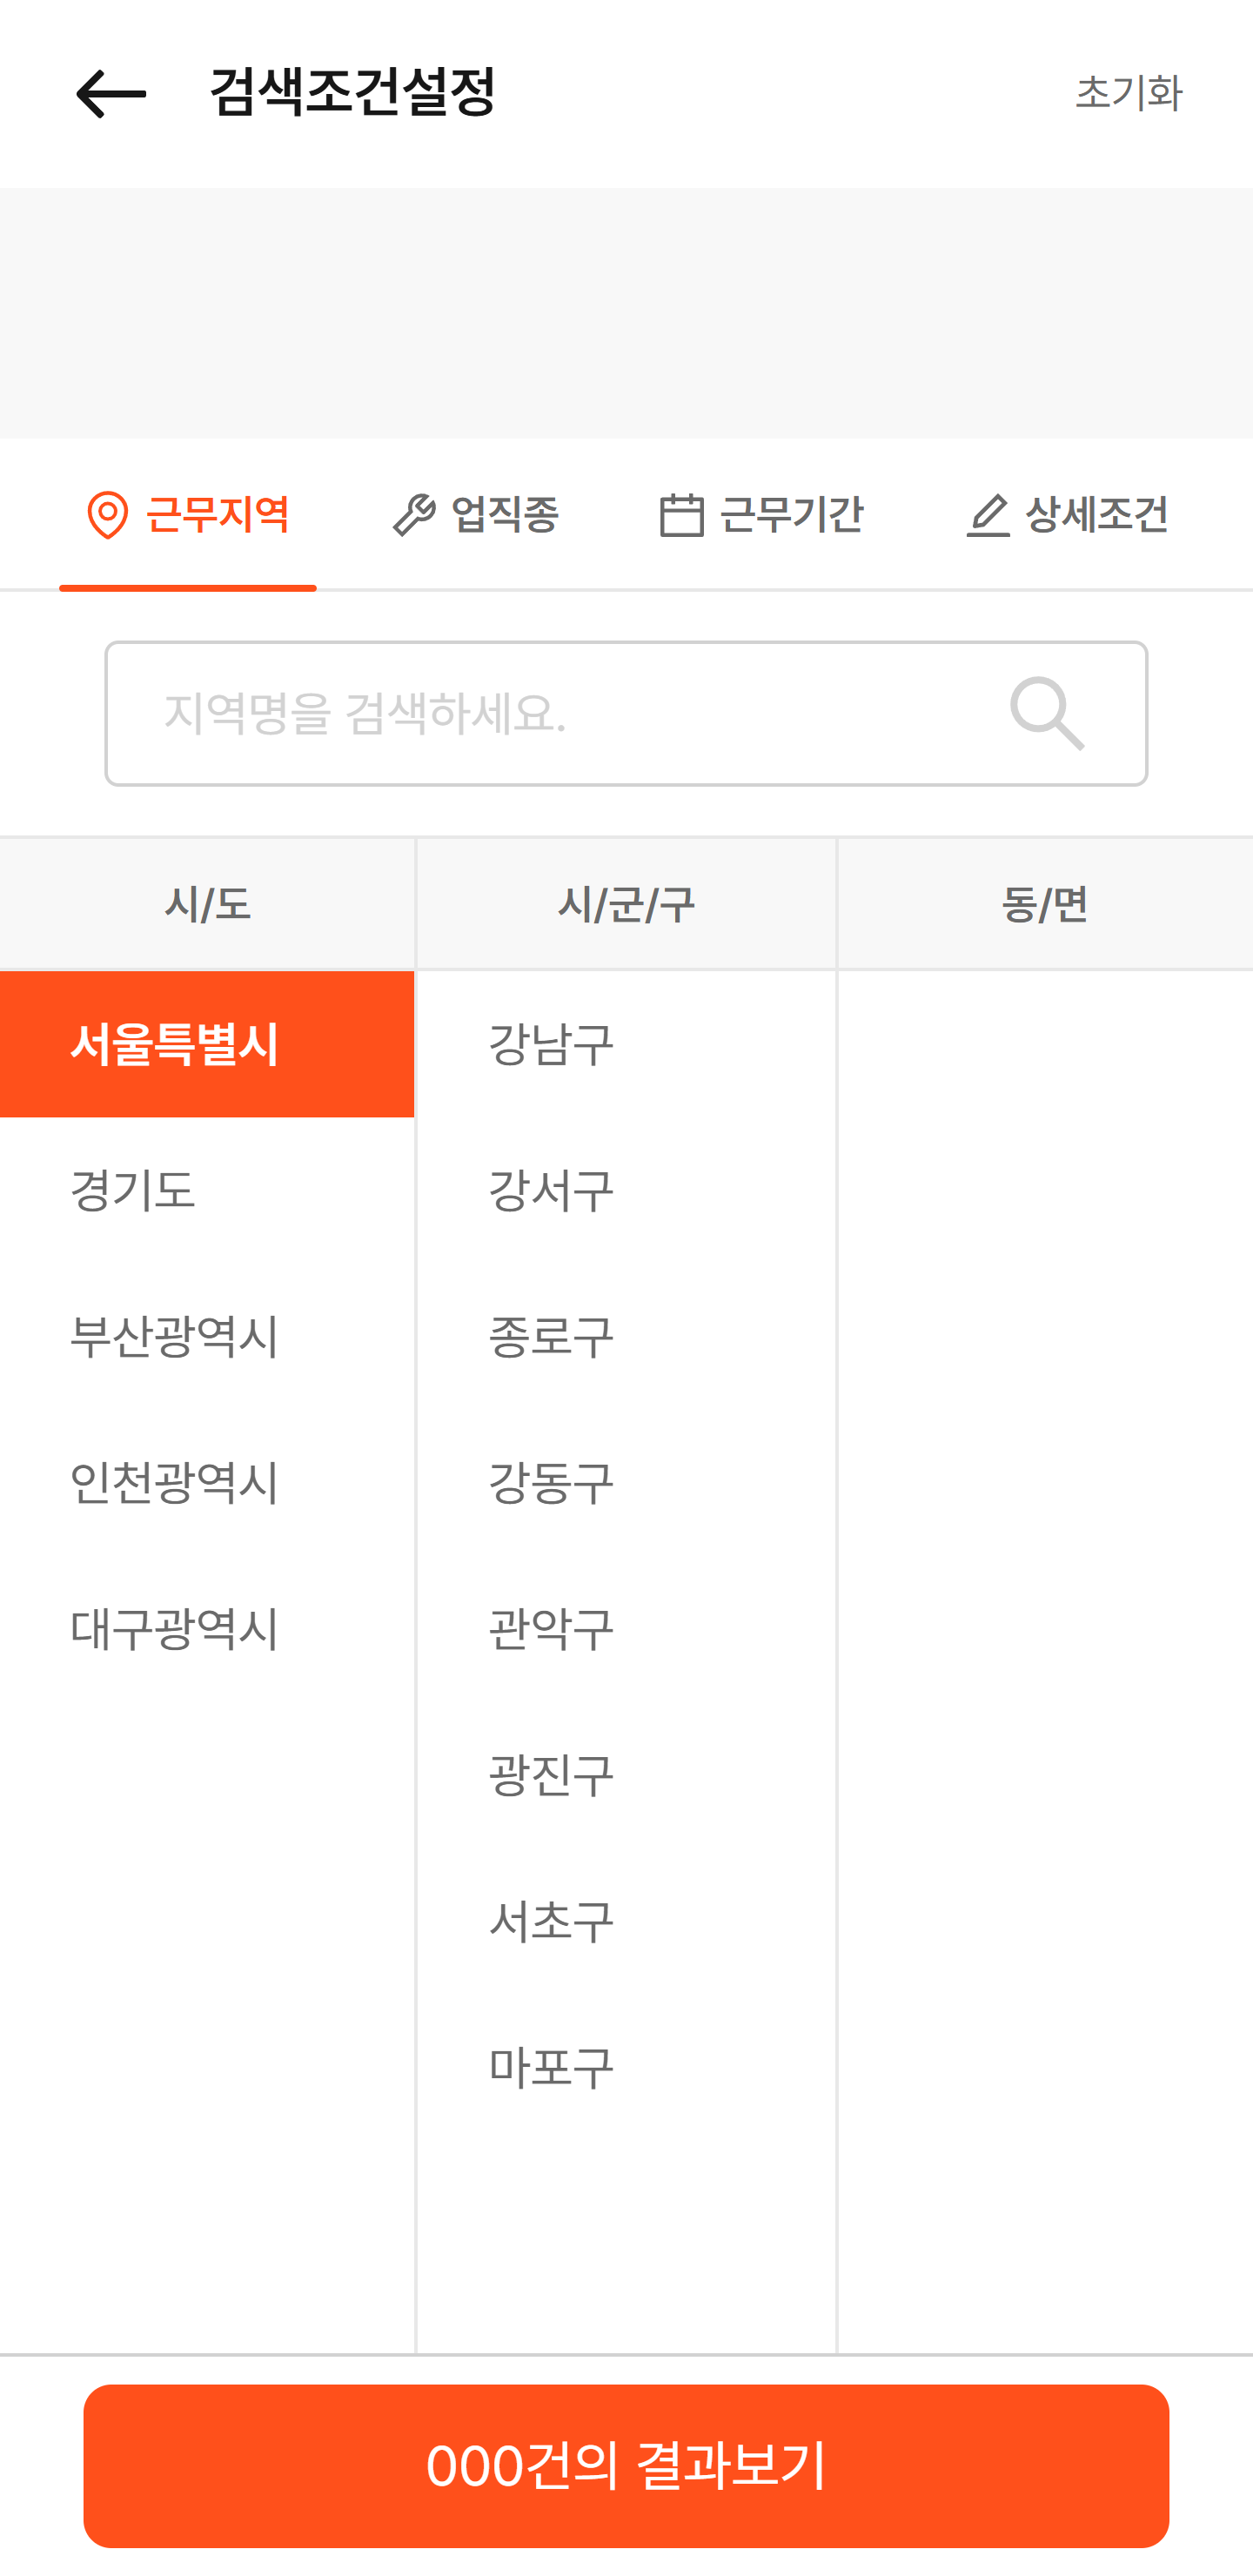 검색조건설정
초기화
근무지역 업직종 근무기간 상세조건
지역명을 검색하세요.
시/도 시/군/구 동/면
서울특별시 강남구
경기도 강서구
부산광역시 종로구
인천광역시 강동구
대구광역시 관악구
광진구
서초구
마포구
000건의 결과보기